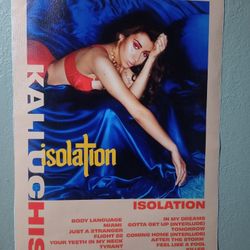 KALI UCHIS
isolation
ISOLATION
BODY LANGUAGE
MIAMI
JUST A STRANGER
FLIGHT 22
YOUR TEETH IN MY NECK
TYRANT
IN MY DREAMS
GOTTA GET UP (INTERLUDE)
TOMORROW
COMING HOME (INTERLUDE)
AFTER THE STORM
FEEL LIKE A FOOL